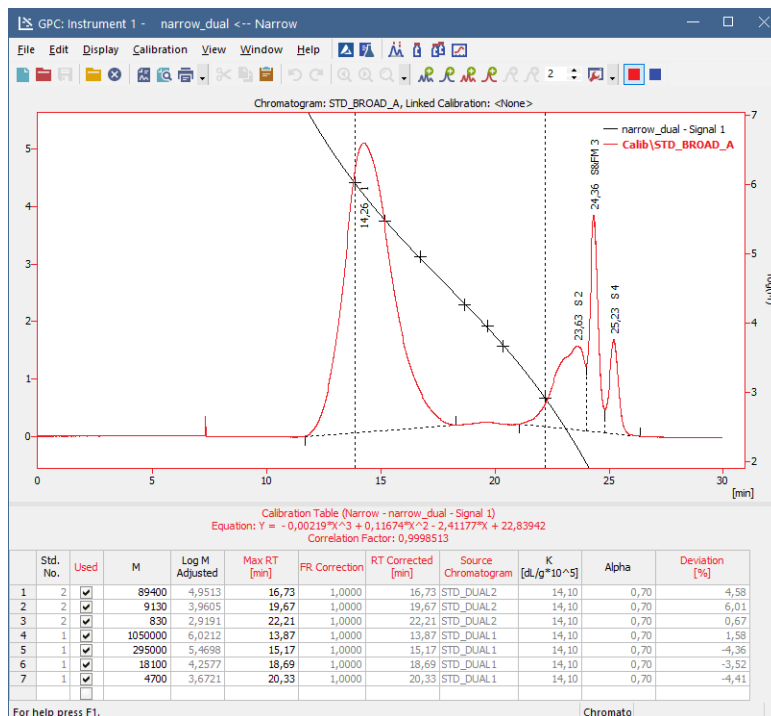 GPC: Instrument 1 - narrow_dual <-- Narrow
File Edit Display Calibration View Window Help
2
Chromatogram: STD_BROAD_A, Linked Calibration: <None>
narrow_dual - Signal 1
Calib\STD_BROAD_A
5
4
3
2
1
0
7
6
5
4
3
2
14,26 1
23,63 S 2
24,36 S&FM 3
25,23 S 4
0 5 10 15 20 25 30
[min]
Calibration Table (Narrow - narrow_dual - Signal 1)
Equation: Y = - 0,00219*X^3 + 0,11674*X^2 - 2,41177*X + 22,83942
Correlation Factor: 0,9998513
Std. No. Used M Log M Adjusted Max RT [min] FR Correction RT Corrected [min] Source Chromatogram K [dL/g*10^5] Alpha Deviation [%]
1 2 89400 4,9513 16,73 1,0000 16,73 STD_DUAL2 14,10 0,70 4,58
2 2 9130 3,9605 19,67 1,0000 19,67 STD_DUAL2 14,10 0,70 6,01
3 2 830 2,9191 22,21 1,0000 22,21 STD_DUAL2 14,10 0,70 0,67
4 1 1050000 6,0212 13,87 1,0000 13,87 STD_DUAL1 14,10 0,70 1,58
5 1 295000 5,4698 15,17 1,0000 15,17 STD_DUAL1 14,10 0,70 -4,36
6 1 18100 4,2577 18,69 1,0000 18,69 STD_DUAL1 14,10 0,70 -3,52
7 1 4700 3,6721 20,33 1,0000 20,33 STD_DUAL1 14,10 0,70 -4,41
For help press F1.
Chromato